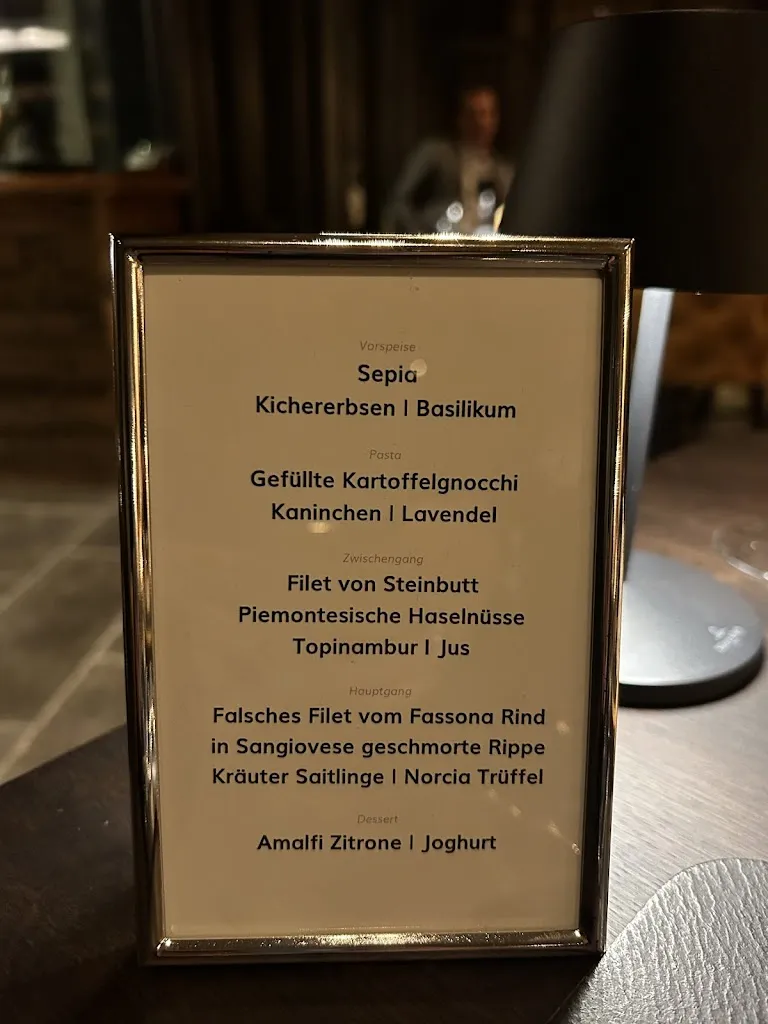 Vorspeise
Sepia
Kichererbsen | Basilikum
Pasta
Gefüllte Kartoffelgnocchi
Kaninchen | Lavendel
Zwischengang
Filet von Steinbutt
Piemontesische Haselnüsse
Topinambur | Jus
Hauptgang
Falsches Filet vom Fassona Rind
in Sangiovese geschmorte Rippe
Kräuter Saitlinge | Norcia Trüffel
Dessert
Amalfi Zitrone | Joghurt